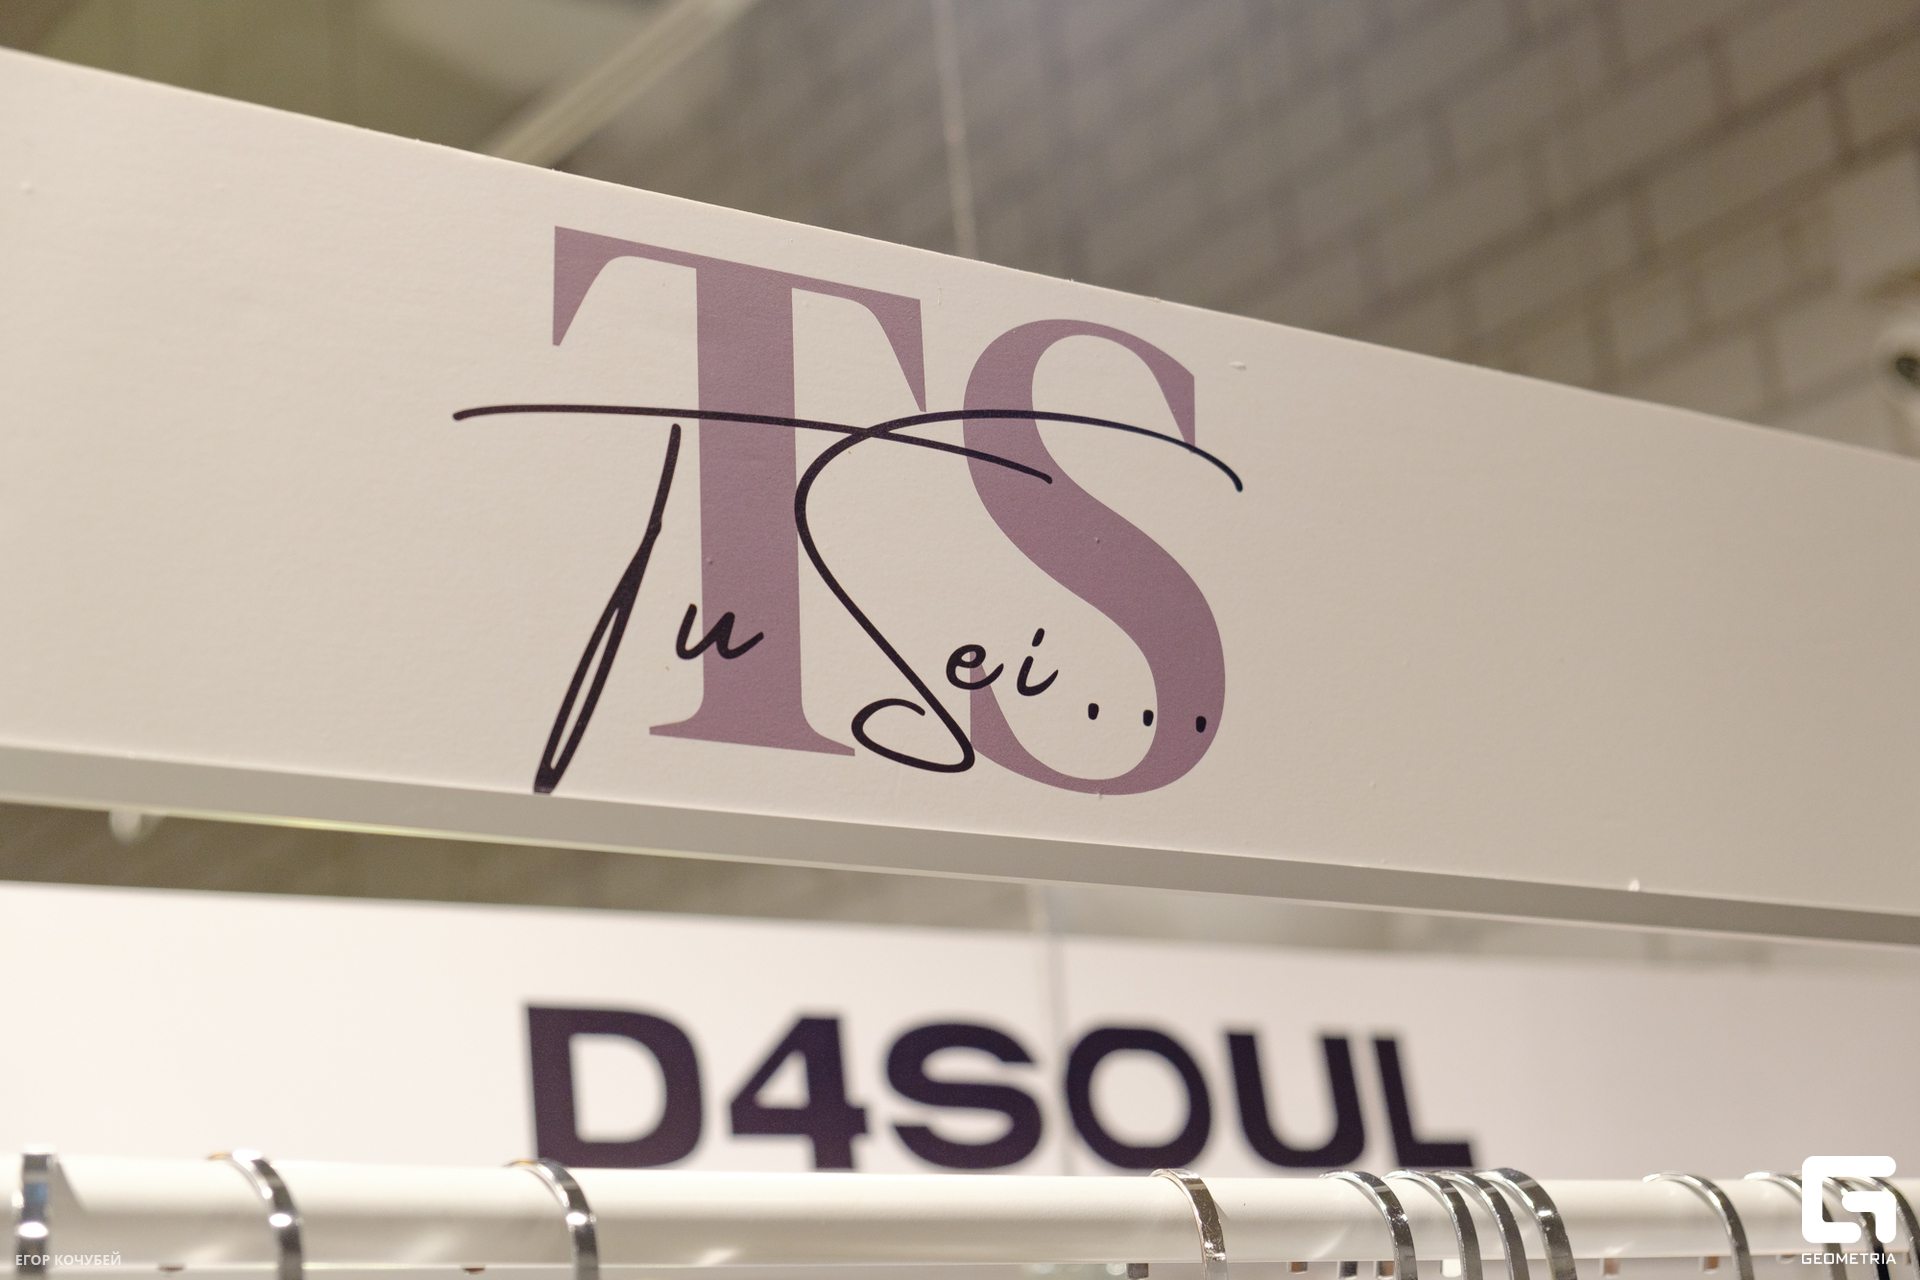 TS
Tu Sei...
D4SOUL
ЕГОР КОЧУБЕЙ
GEOMETRIA